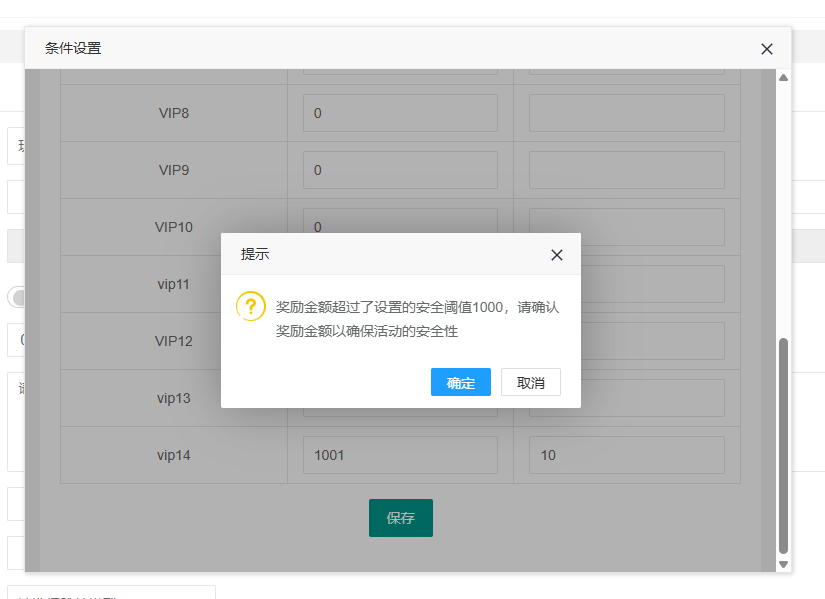 条件设置
VIP8 0
VIP9 0
VIP10 0
vip11
VIP12
vip13
vip14 1001 10
保存
提示
奖励金额超过了设置的安全阈值1000，请确认
奖励金额以确保活动的安全性
确定 取消